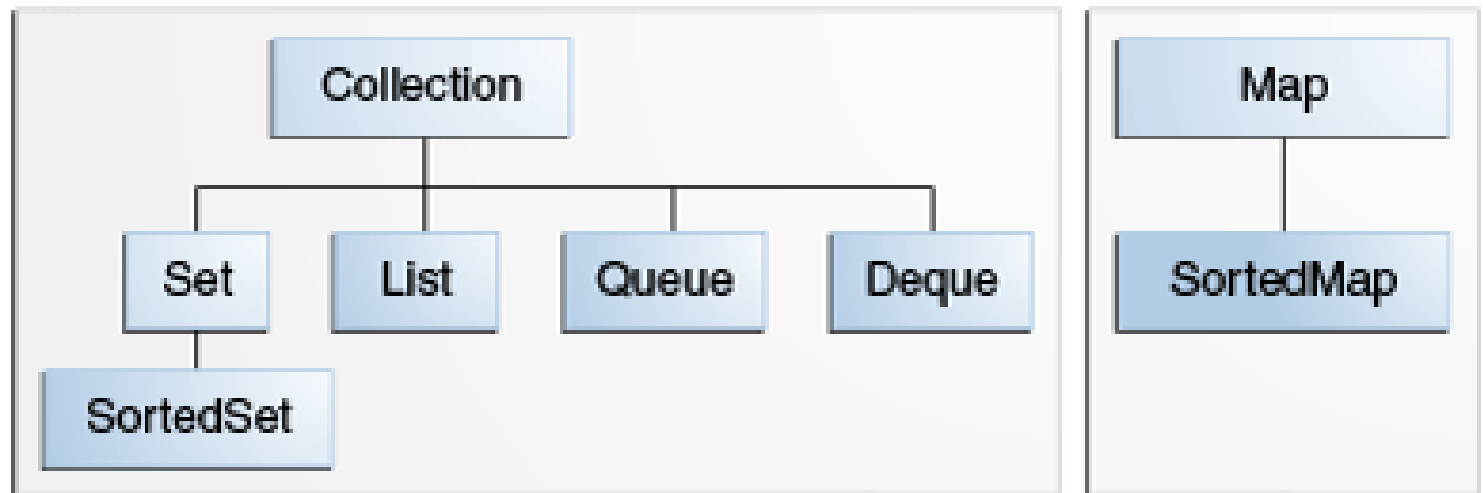 Collection
Map
Set
List
Queue
Deque
SortedMap
SortedSet